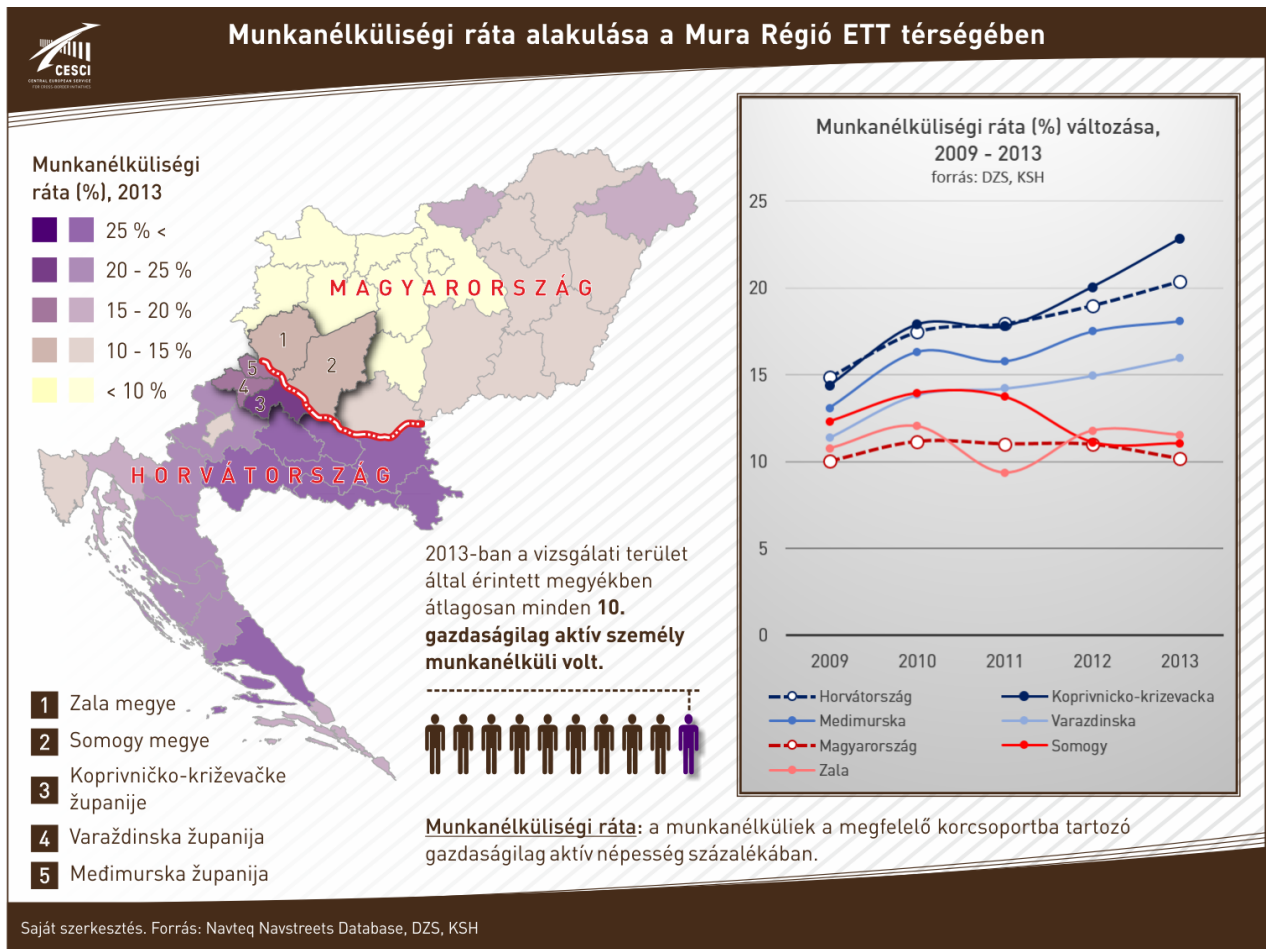 Munkanélküliségi ráta alakulása a Mura Régió ETT térségében
CESCI
CENTRAL EUROPEAN SERVICE
FOR CROSS-BORDER INITIATIVES
Munkanélküliségi
ráta (%), 2013
25 % <
20 - 25 %
15 - 20 %
10 - 15 %
< 10 %
MAGYARORSZÁG
HORVÁTORSZÁG
1
2
5
4
3
1 Zala megye
2 Somogy megye
3 Koprivničko-križevačke
županije
4 Varaždinska županija
5 Međimurska županija
2013-ban a vizsgálati terület
által érintett megyékben
átlagosan minden 10.
gazdaságilag aktív személy
munkanélküli volt.
Munkanélküliségi ráta (%) változása,
2009 - 2013
forrás: DZS, KSH
25
20
15
10
5
0
2009 2010 2011 2012 2013
Horvátország Koprivnicko-krizevacka
Medimurska Varazdinska
Magyarország Somogy
Zala
Munkanélküliségi ráta: a munkanélküliek a megfelelő korcsoportba tartozó
gazdaságilag aktív népesség százalékában.
Saját szerkesztés. Forrás: Navteq Navstreets Database, DZS, KSH